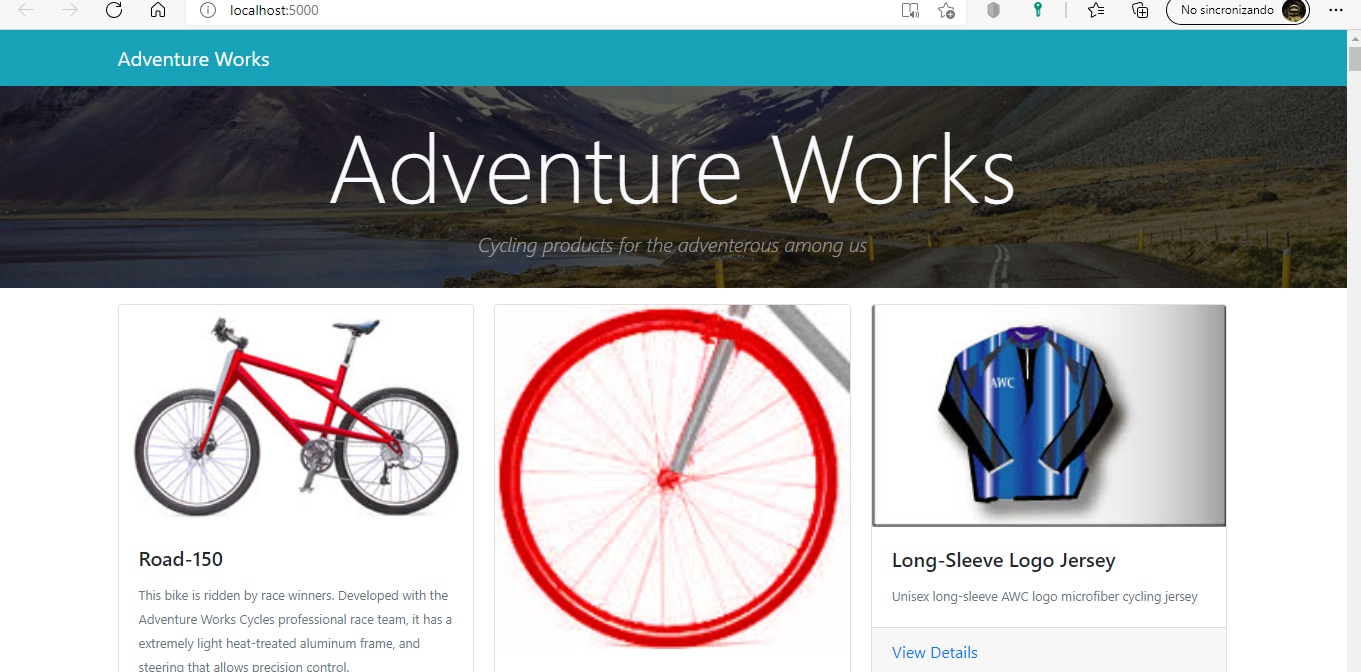 localhost:5000
No sincronizando
Adventure Works
Adventure Works
Cycling products for the adventerous among us
Road-150
This bike is ridden by race winners. Developed with the
Adventure Works Cycles professional race team, it has a
extremely light heat-treated aluminum frame, and
steering that allows precision control.
AWC
Long-Sleeve Logo Jersey
Unisex long-sleeve AWC logo microfiber cycling jersey
View Details